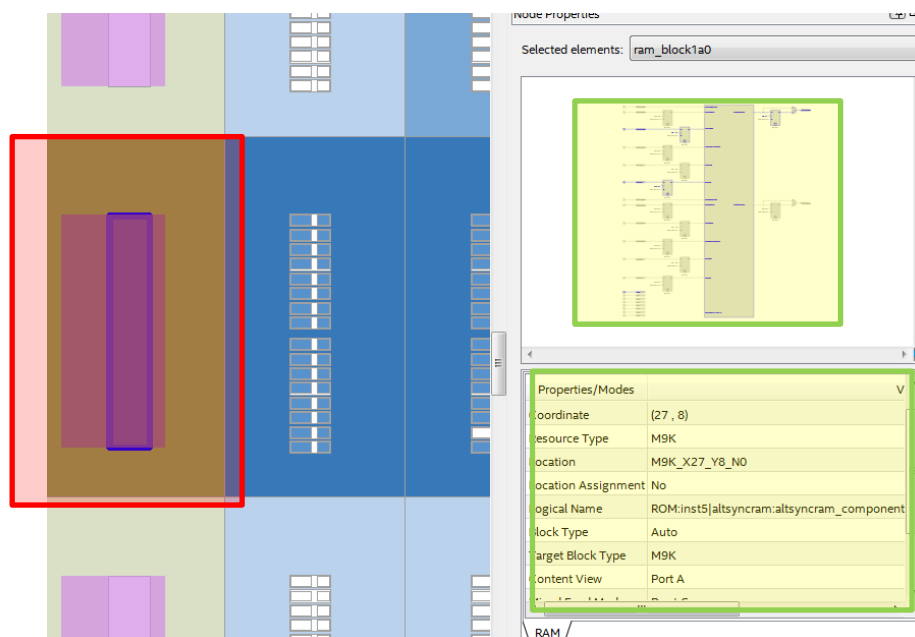 Node Properties
Selected elements: ram_block1a0
Properties/Modes V
Coordinate (27 , 8)
Resource Type M9K
Location M9K_X27_Y8_N0
Location Assignment No
Logical Name ROM:inst5|altsyncram:altsyncram_component
Block Type Auto
Target Block Type M9K
Content View Port A
RAM